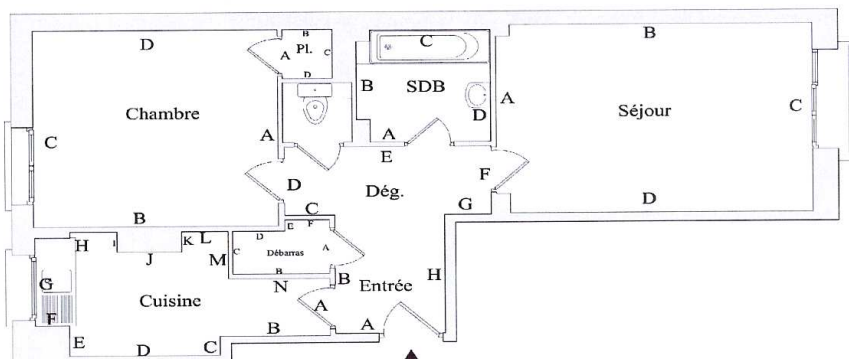 D
A
B
Pl.
C
D
C
B
SDB
D
A
B
A
Séjour
C
D
Chambre
C
A
B
E
D
Dég.
F
G
C
H
I
J
K
L
M
D
E
F
C
Débarras
A
B
G
F
Cuisine
N
B
Entrée
H
A
A
B
E
D
C